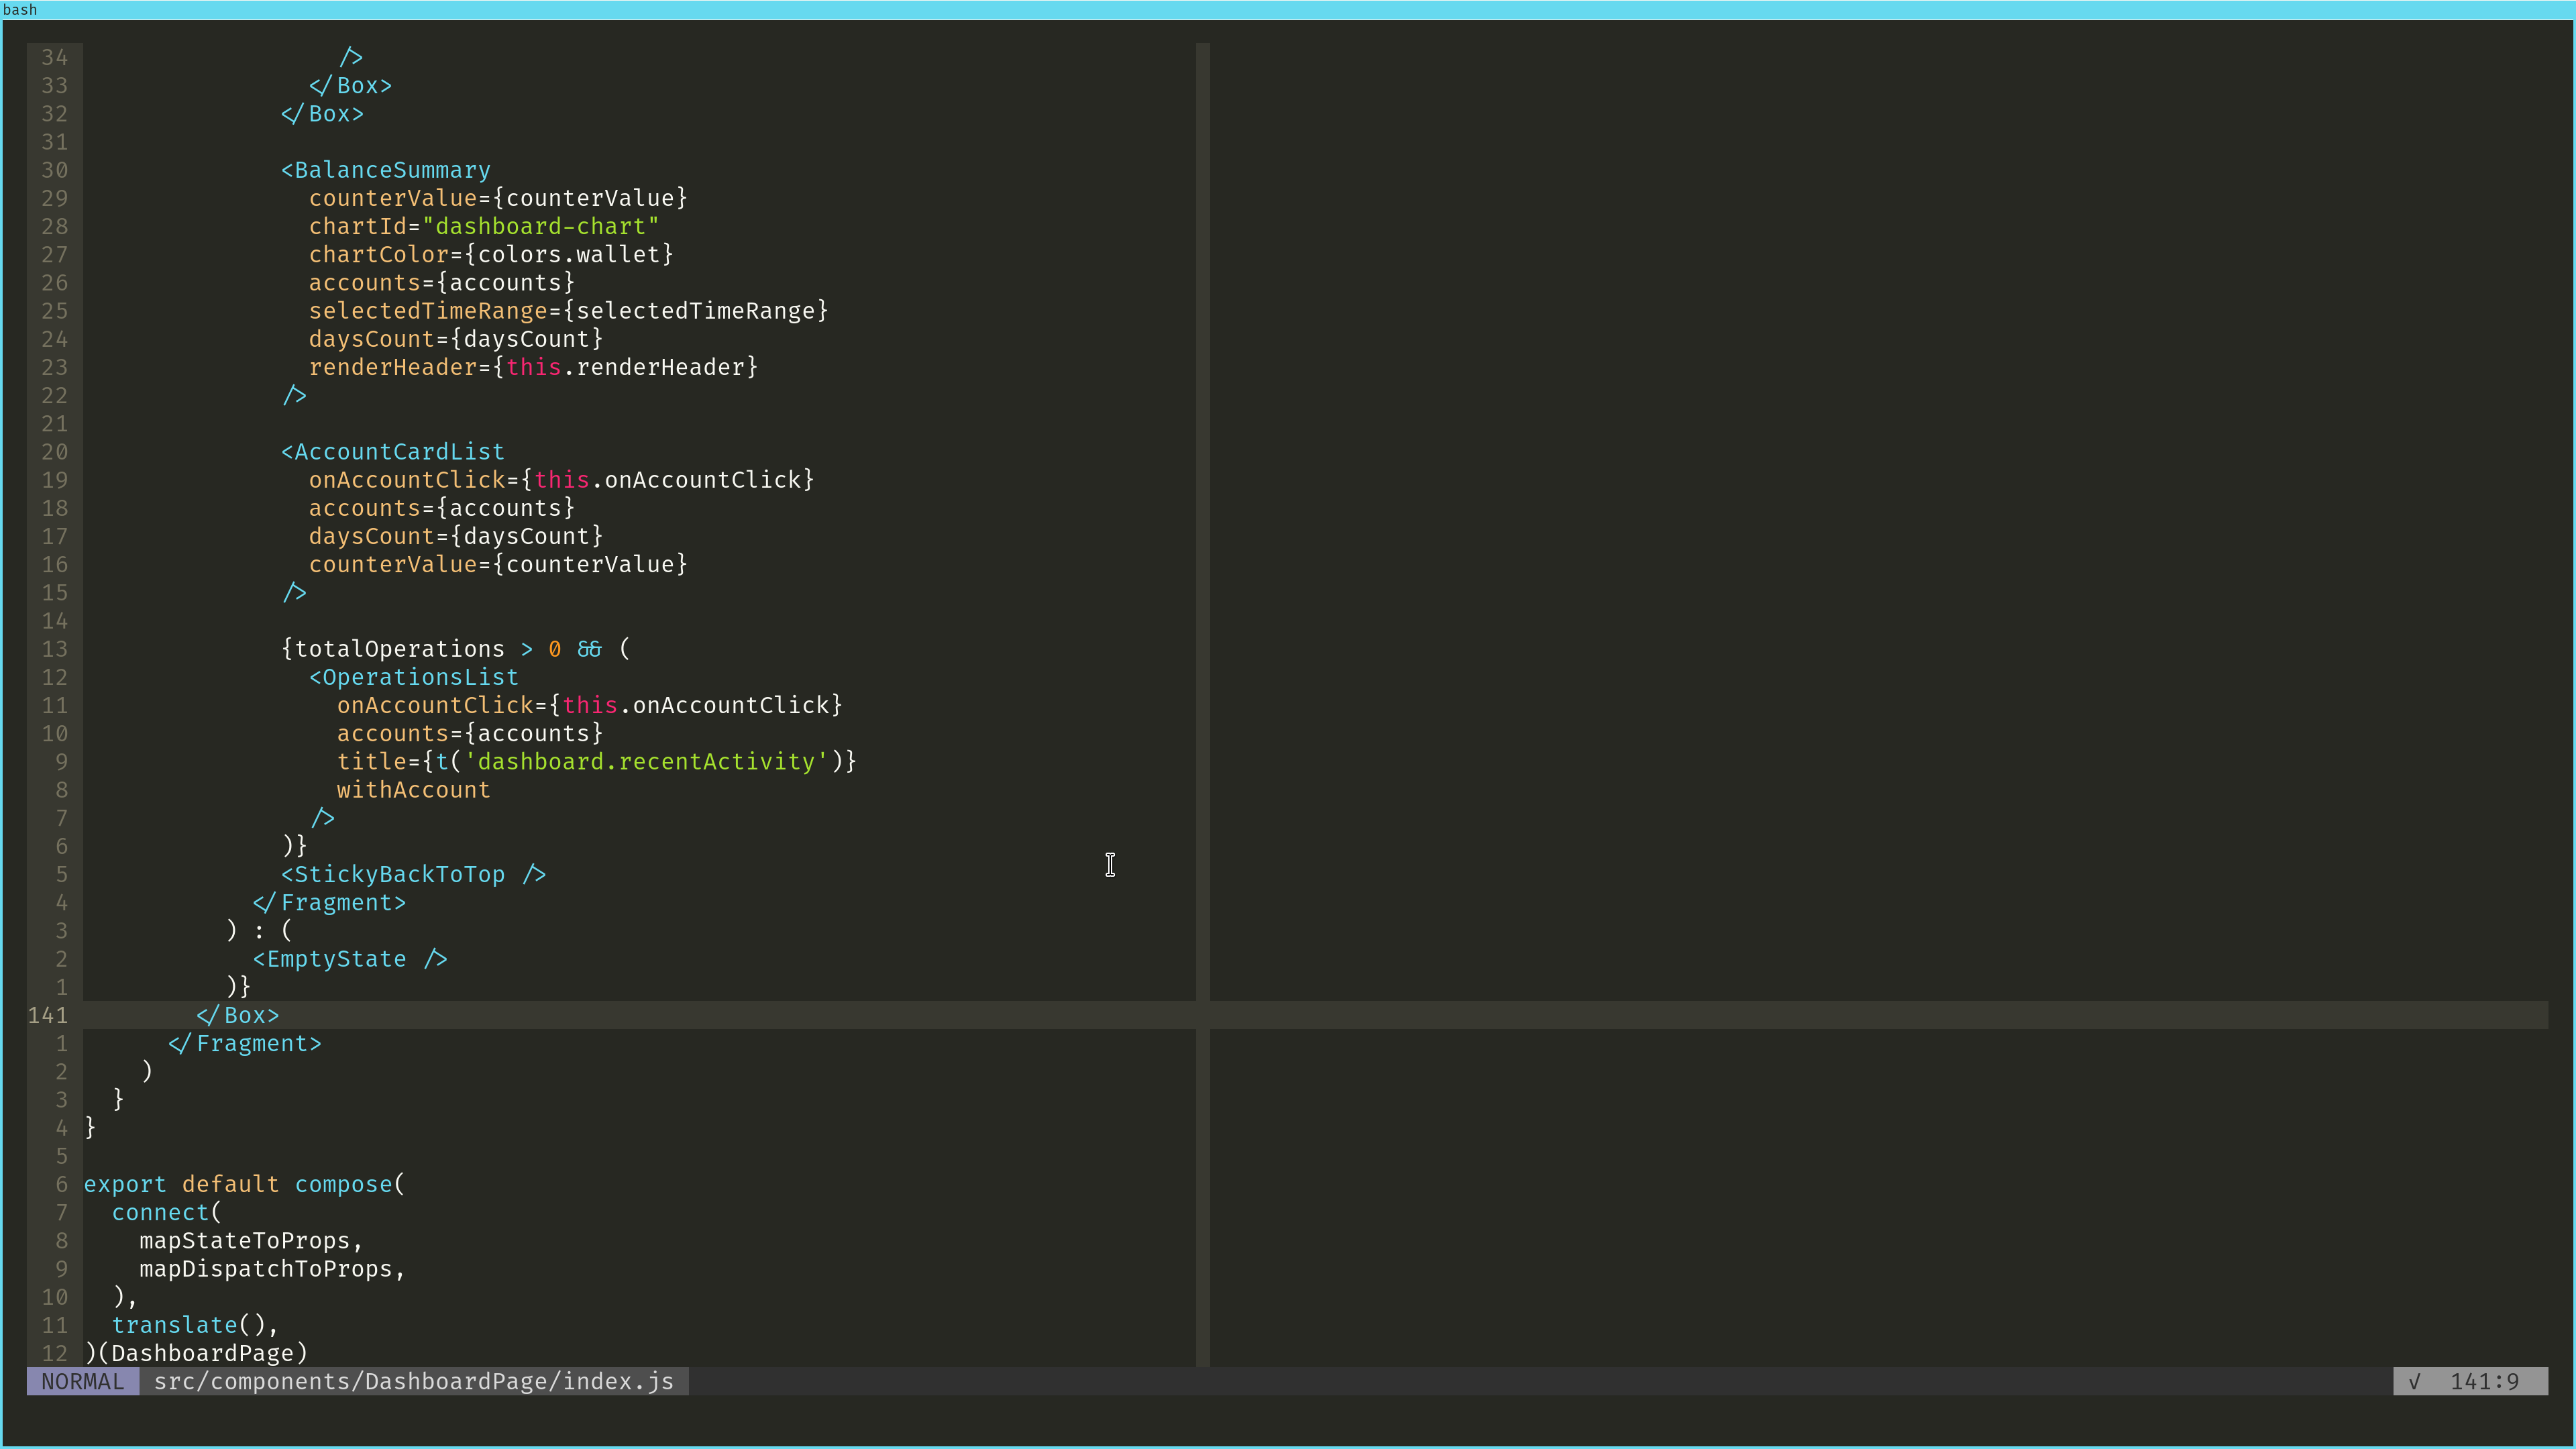 bash
34                   />
33                 </Box>
32               </Box>
31
30               <BalanceSummary
29                 counterValue={counterValue}
28                 chartId="dashboard-chart"
27                 chartColor={colors.wallet}
26                 accounts={accounts}
25                 selectedTimeRange={selectedTimeRange}
24                 daysCount={daysCount}
23                 renderHeader={this.renderHeader}
22               />
21
20               <AccountCardList
19                 onAccountClick={this.onAccountClick}
18                 accounts={accounts}
17                 daysCount={daysCount}
16                 counterValue={counterValue}
15               />
14
13               {totalOperations > 0 && (
12                 <OperationsList
11                   onAccountClick={this.onAccountClick}
10                   accounts={accounts}
9                   title={t('dashboard.recentActivity')}
8                   withAccount
7                 />
6               )}
5               <StickyBackToTop />
4             </Fragment>
3           ) : (
2             <EmptyState />
1           )}
141         </Box>
1       </Fragment>
2     )
3   }
4 }
5
6 export default compose(
7   connect(
8     mapStateToProps,
9     mapDispatchToProps,
10   ),
11   translate(),
12 )(DashboardPage)
NORMAL src/components/DashboardPage/index.js √ 141:9